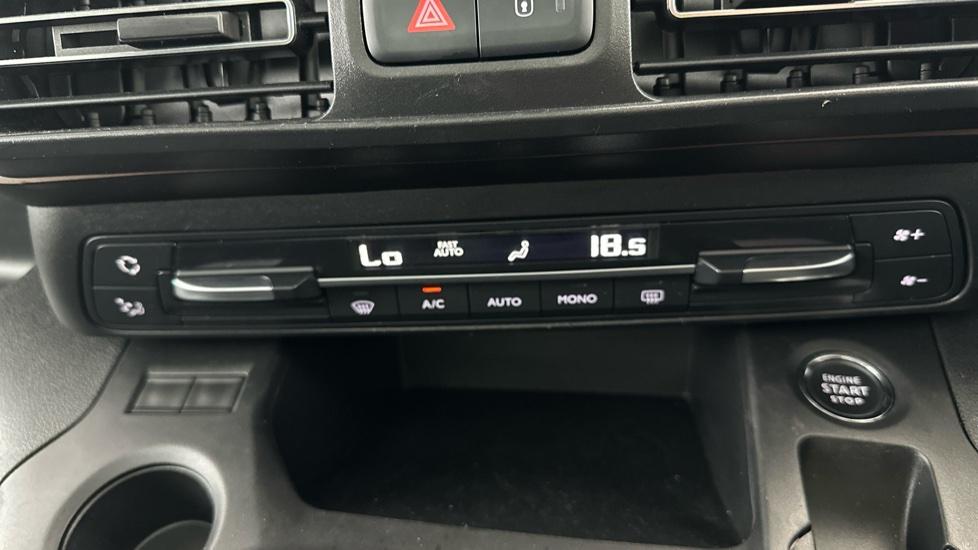 Lo FAST AUTO 18.5
A/C AUTO MONO
ENGINE
START
STOP